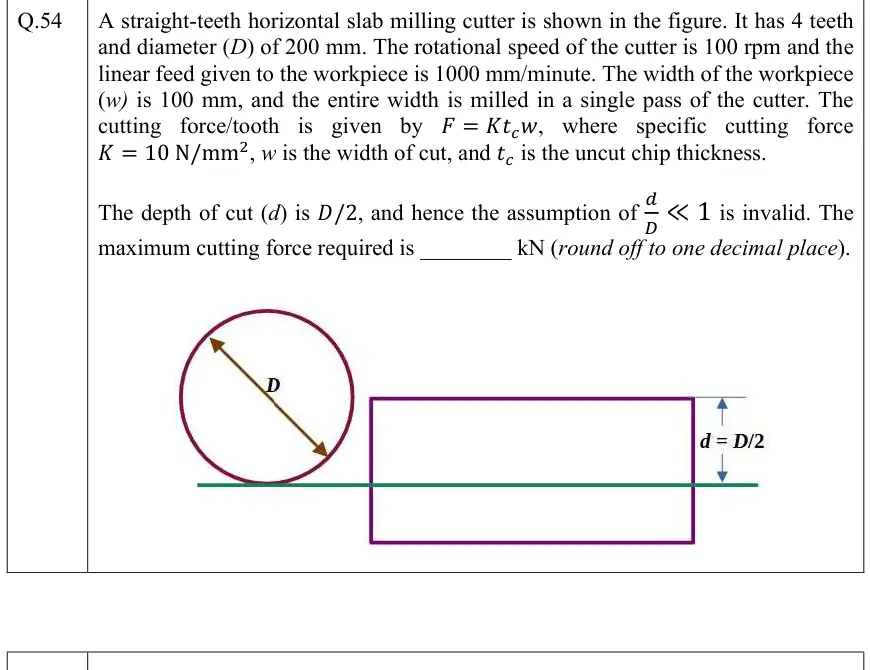 Q.54
A straight-teeth horizontal slab milling cutter is shown in the figure. It has 4 teeth
and diameter (D) of 200 mm. The rotational speed of the cutter is 100 rpm and the
linear feed given to the workpiece is 1000 mm/minute. The width of the workpiece
(w) is 100 mm, and the entire width is milled in a single pass of the cutter. The
cutting force/tooth is given by F = Kt_cw, where specific cutting force
K = 10 N/mm², w is the width of cut, and t_c is the uncut chip thickness.
The depth of cut (d) is D/2, and hence the assumption of d/D ≪ 1 is invalid. The
maximum cutting force required is ________ kN (round off to one decimal place).
D
d = D/2